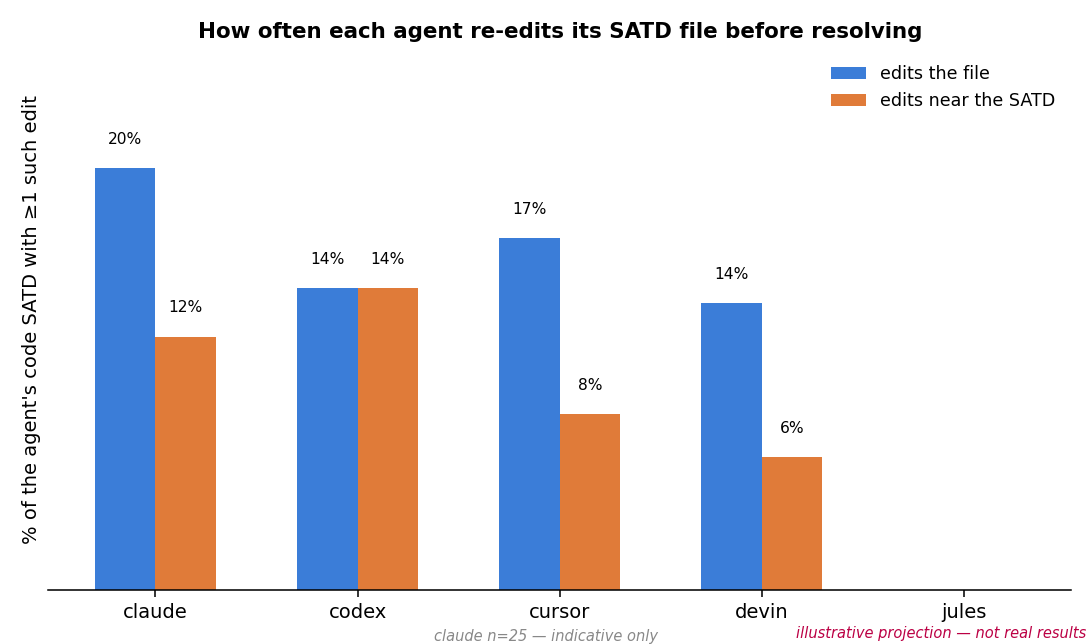 How often each agent re-edits its SATD file before resolving
edits the file
edits near the SATD
% of the agent's code SATD with ≥1 such edit
20%
12%
14%
14%
17%
8%
14%
6%
claude
codex
cursor
devin
jules
claude n=25 — indicative only
illustrative projection — not real results